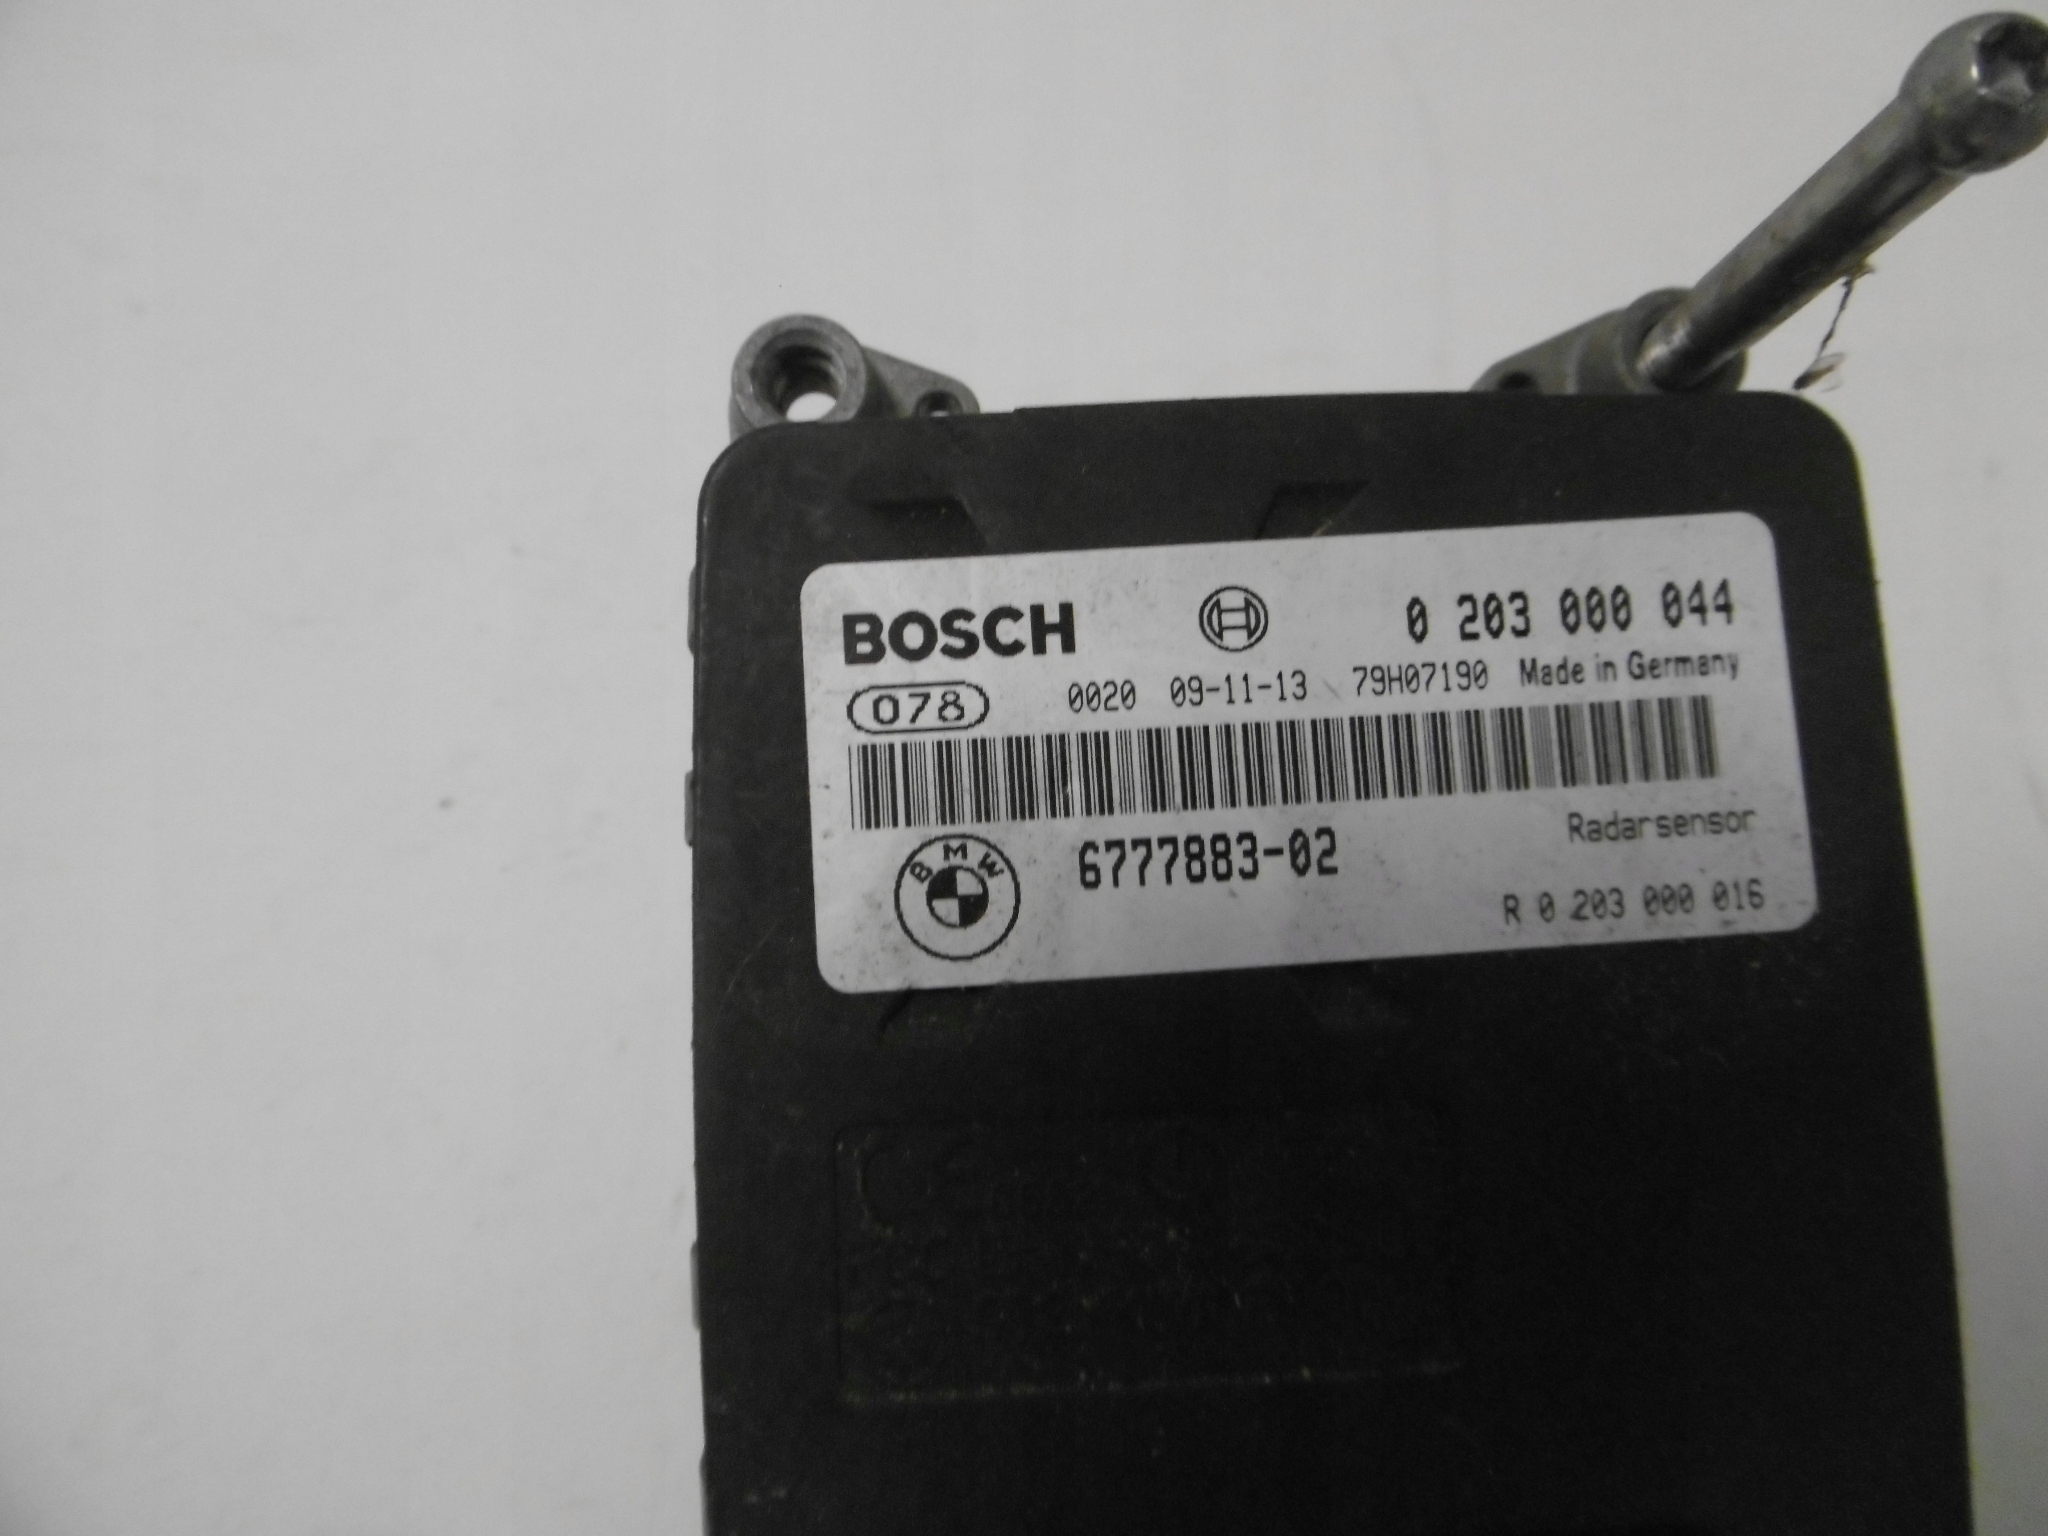 BOSCH 0 203 000 044
078 0020 09-11-13 79H07190 Made in Germany
Radarsensor
BMW 6777883-02
R 0 203 000 016
CE